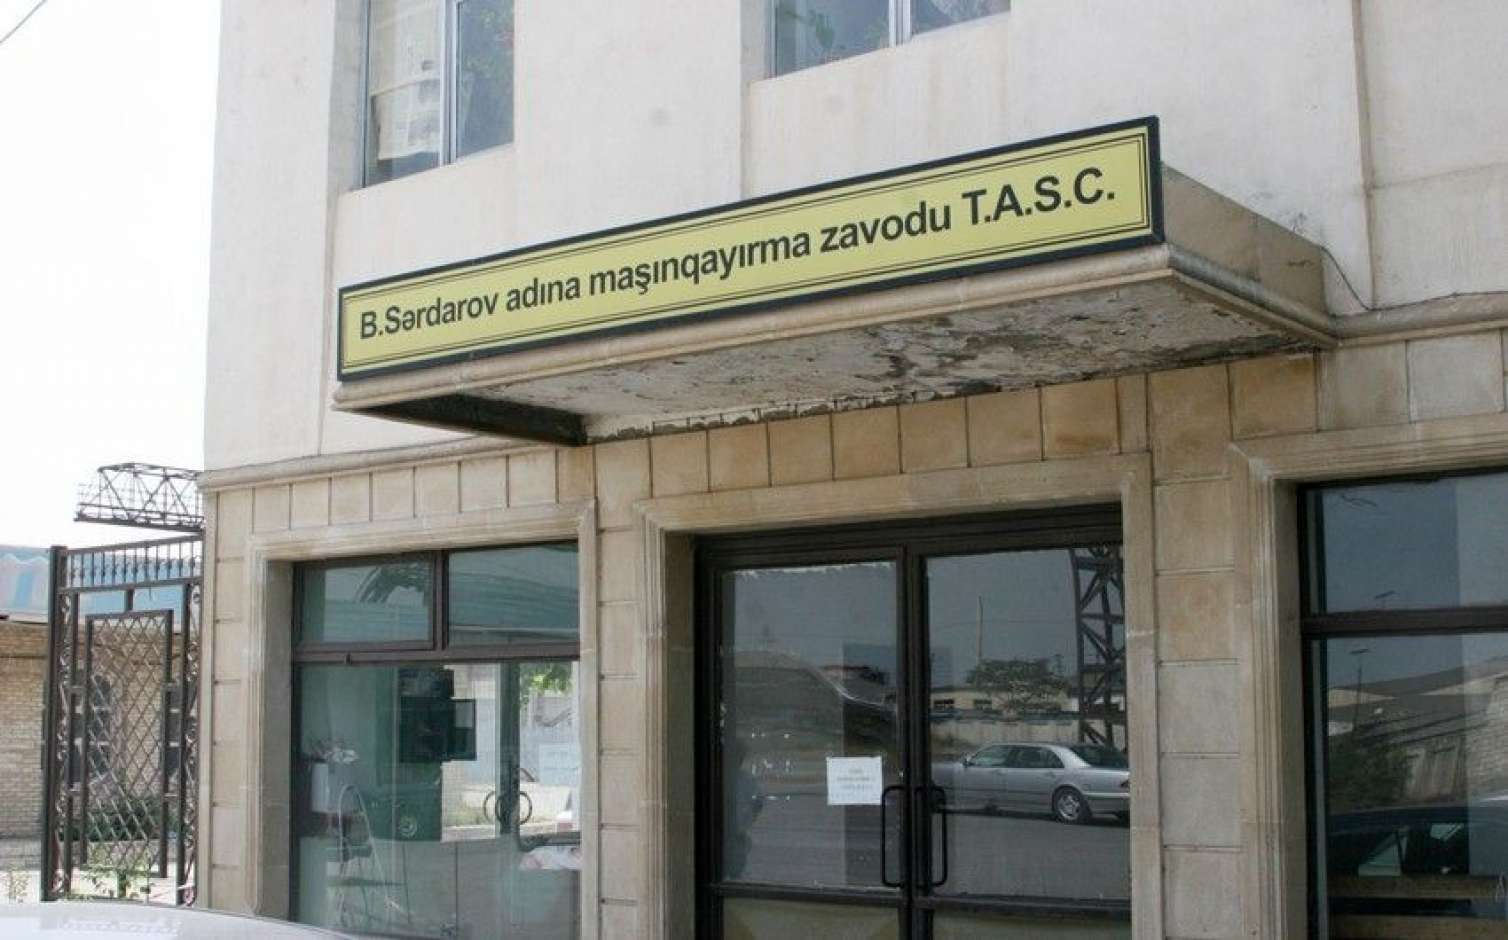 B.Sərdarov adına maşınqayırma zavodu T.A.S.C.